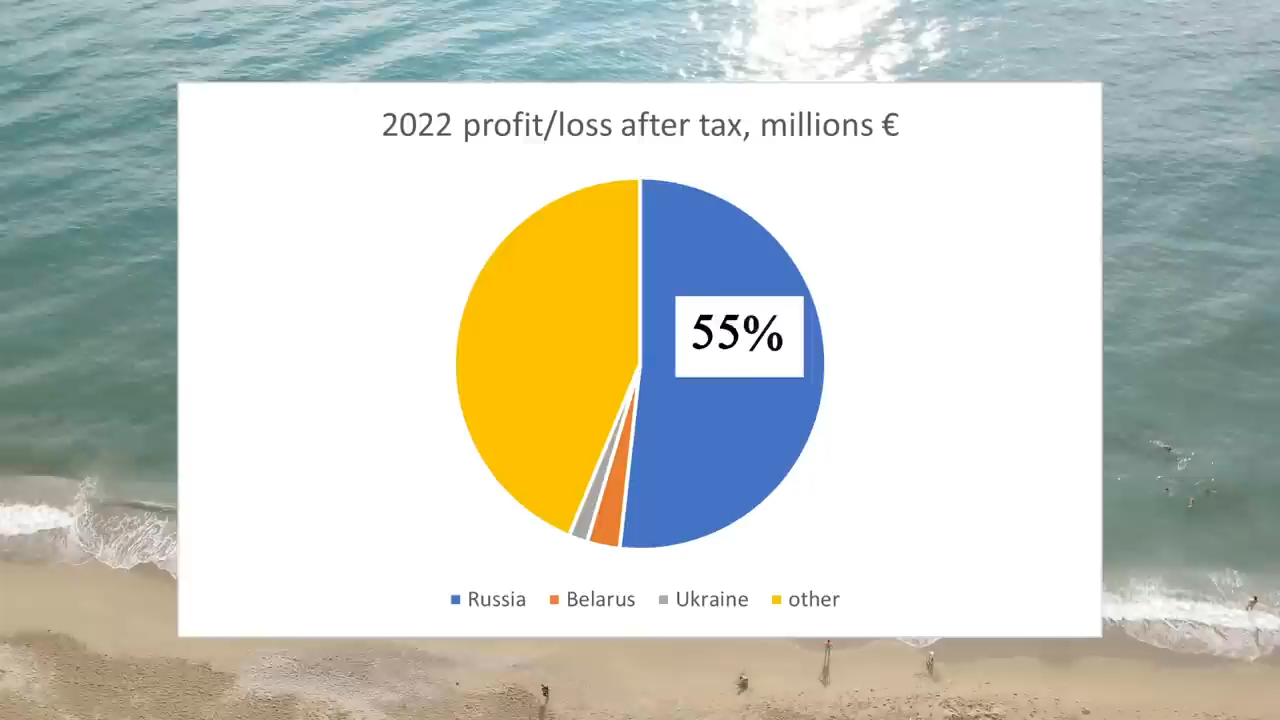 2022 profit/loss after tax, millions €
55%
Russia Belarus Ukraine other